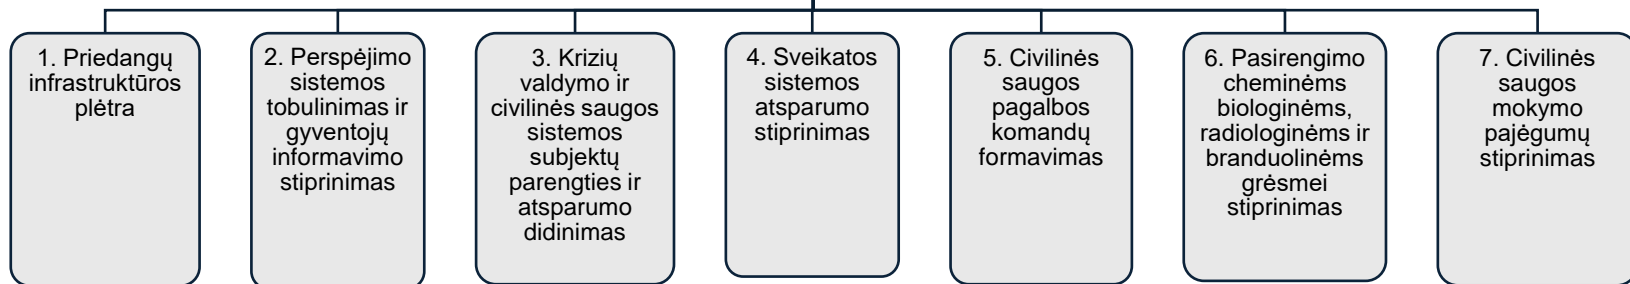 1. Priedangų
infrastruktūros
plėtra
2. Perspėjimo
sistemos
tobulinimas ir
gyventojų
informavimo
stiprinimas
3. Krizių
valdymo ir
civilinės saugos
sistemos
subjektų
parengties ir
atsparumo
didinimas
4. Sveikatos
sistemos
atsparumo
stiprinimas
5. Civilinės
saugos
pagalbos
komandų
formavimas
6. Pasirengimo
cheminėms
biologinėms,
radiologinėms ir
branduolinėms
grėsmei
stiprinimas
7. Civilinės
saugos
mokymo
pajėgumų
stiprinimas